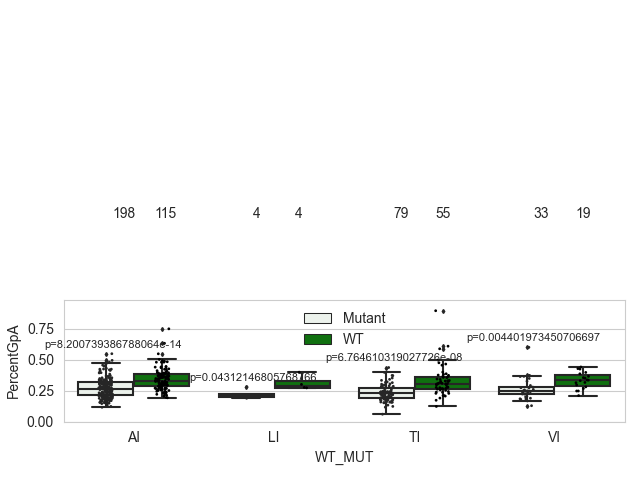 198 115 4 4 79 55 33 19
PercentGpA
0.75
0.50
0.25
0.00
Mutant
WT
p=8.200739386788064e-14
p=0.04312146805768766
p=6.764610319027726e-08
p=0.004401973450706697
AI LI TI VI
WT_MUT